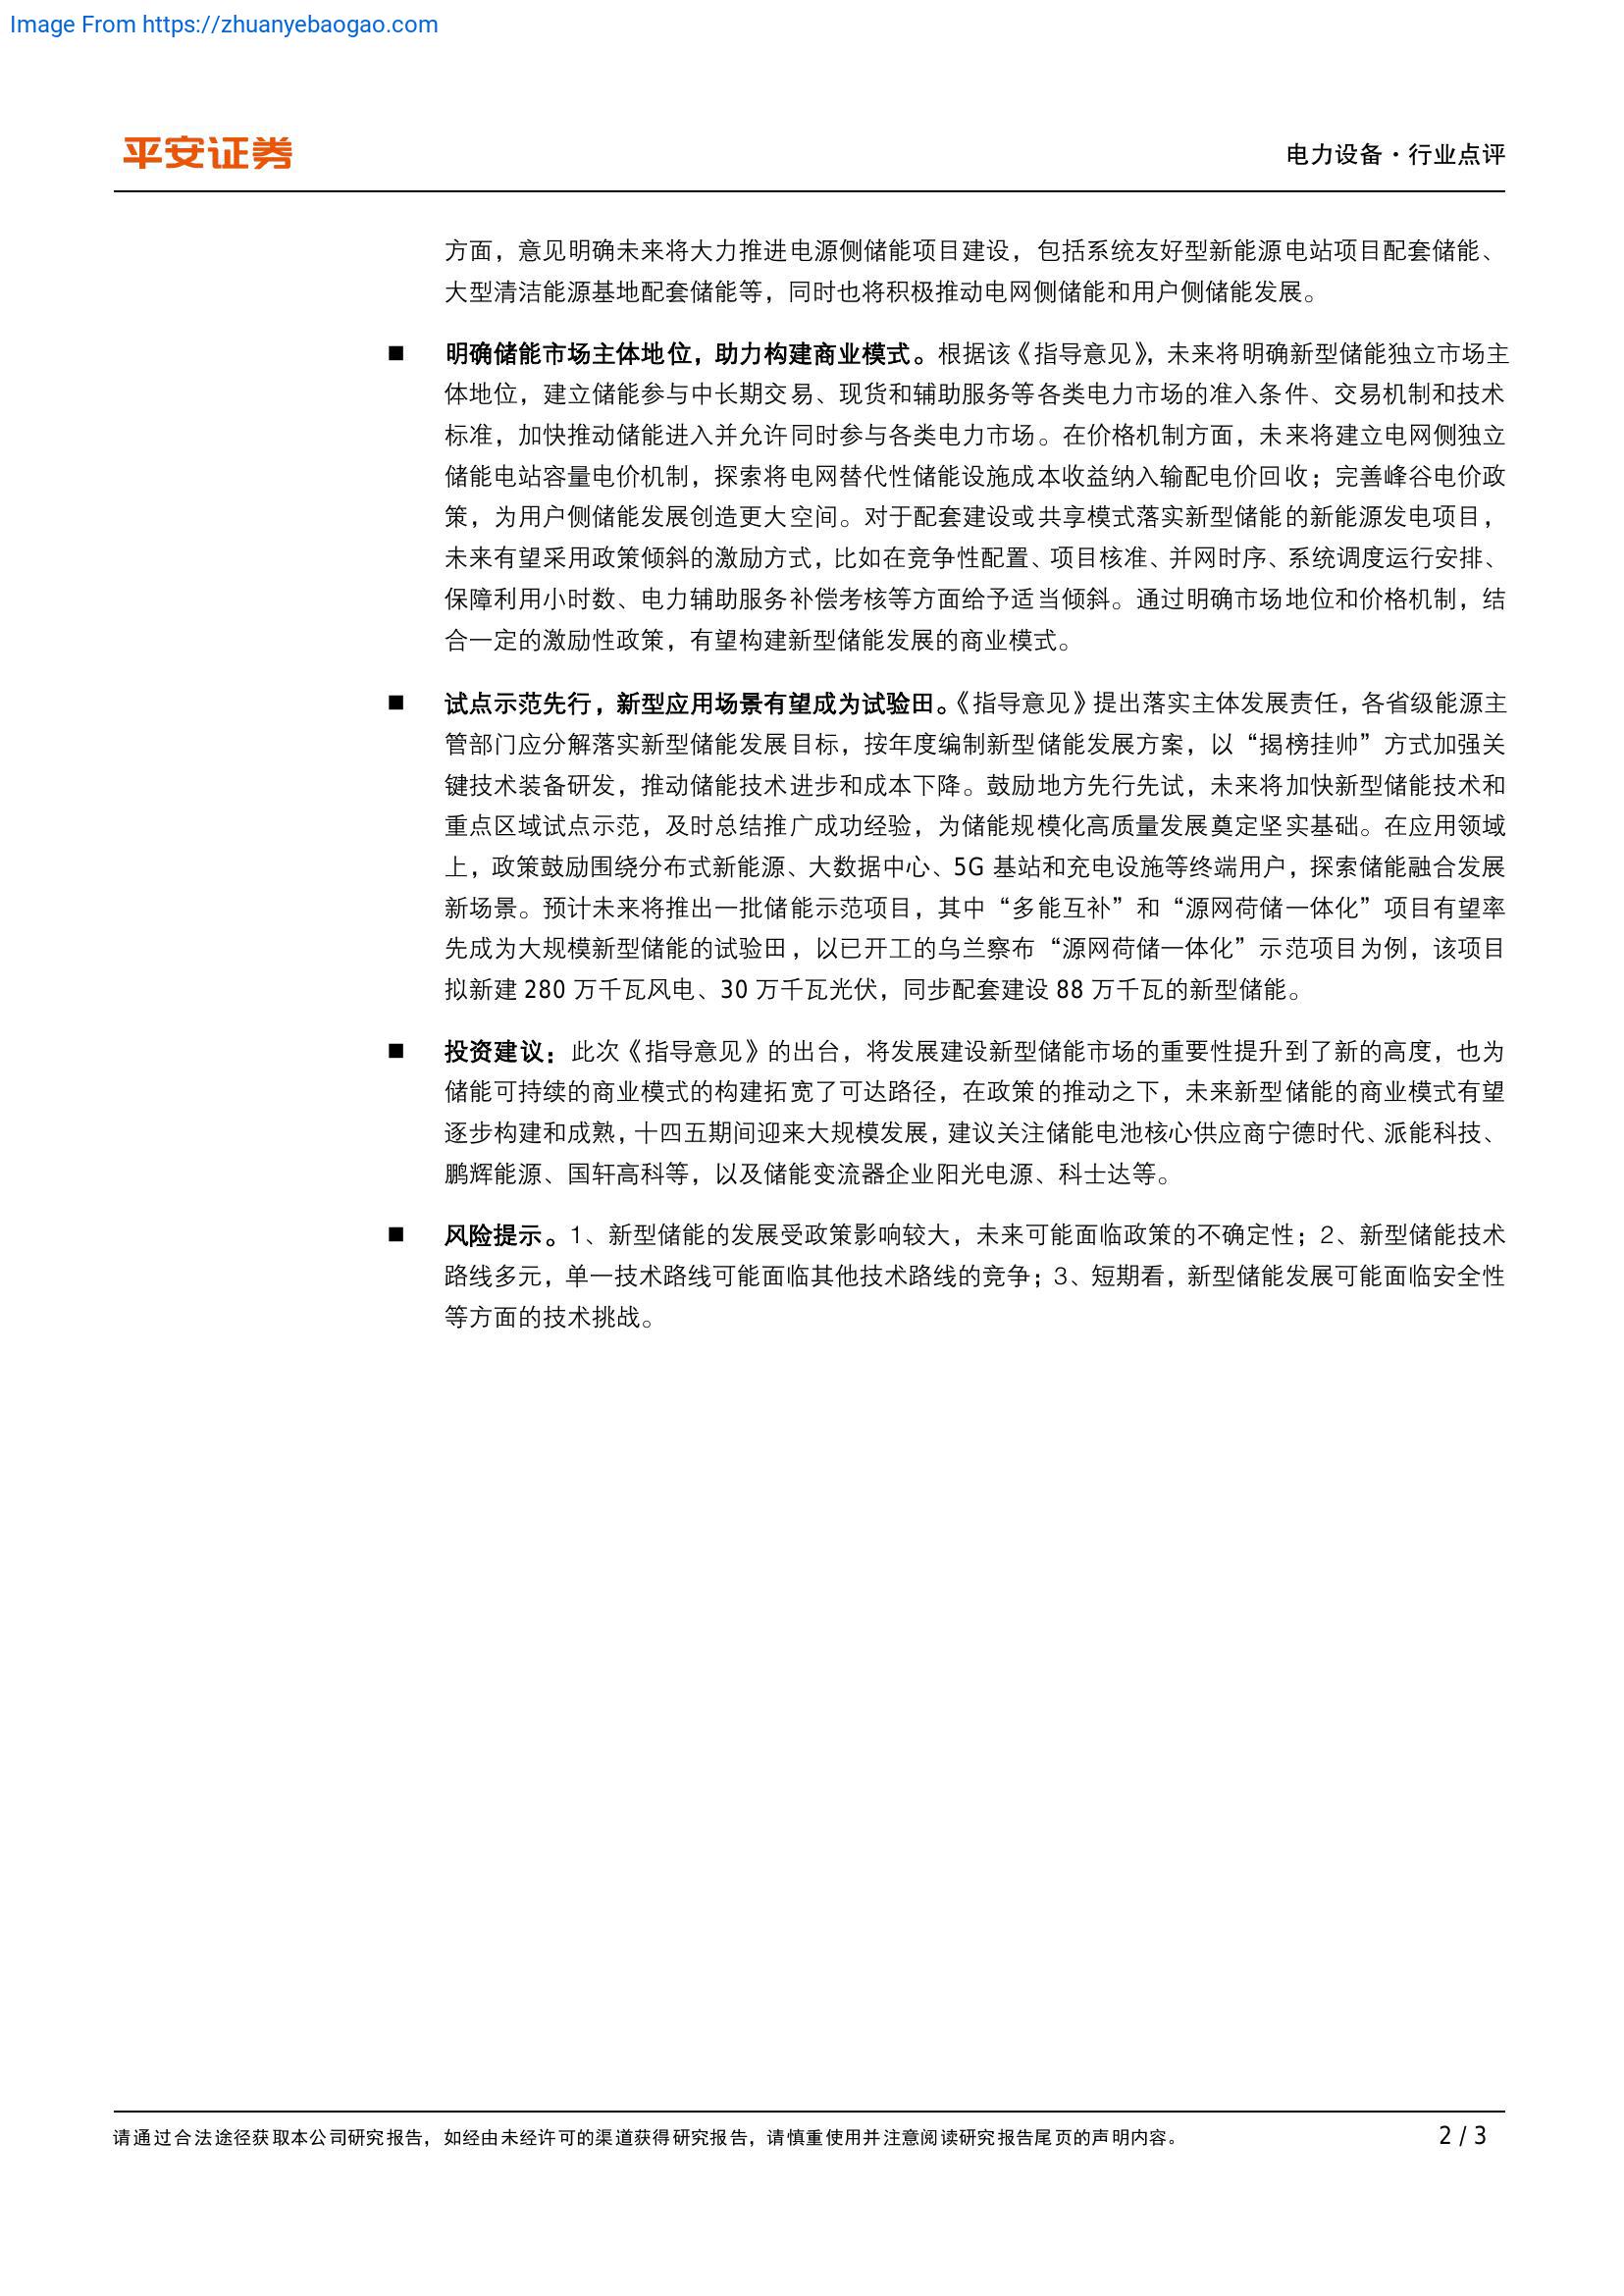 Image From https://zhuanyebaogao.com
平安证券
电力设备·行业点评
方面，意见明确未来将大力推进电源侧储能项目建设，包括系统友好型新能源电站项目配套储能、
大型清洁能源基地配套储能等，同时也将积极推动电网侧储能和用户侧储能发展。
■ 明确储能市场主体地位，助力构建商业模式。根据该《指导意见》，未来将明确新型储能独立市场主
体地位，建立储能参与中长期交易、现货和辅助服务等各类电力市场的准入条件、交易机制和技术
标准，加快推动储能进入并允许同时参与各类电力市场。在价格机制方面，未来将建立电网侧独立
储能电站容量电价机制，探索将电网替代性储能设施成本收益纳入输配电价回收；完善峰谷电价政
策，为用户侧储能发展创造更大空间。对于配套建设或共享模式落实新型储能的新能源发电项目，
未来有望采用政策倾斜的激励方式，比如在竞争性配置、项目核准、并网时序、系统调度运行安排、
保障利用小时数、电力辅助服务补偿考核等方面给予适当倾斜。通过明确市场地位和价格机制，结
合一定的激励性政策，有望构建新型储能发展的商业模式。
■ 试点示范先行，新型应用场景有望成为试验田。《指导意见》提出落实主体发展责任，各省级能源主
管部门应分解落实新型储能发展目标，按年度编制新型储能发展方案，以“揭榜挂帅”方式加强关
键技术装备研发，推动储能技术进步和成本下降。鼓励地方先行先试，未来将加快新型储能技术和
重点区域试点示范，及时总结推广成功经验，为储能规模化高质量发展奠定坚实基础。在应用领域
上，政策鼓励围绕分布式新能源、大数据中心、5G 基站和充电设施等终端用户，探索储能融合发展
新场景。预计未来将推出一批储能示范项目，其中“多能互补”和“源网荷储一体化”项目有望率
先成为大规模新型储能的试验田，以已开工的乌兰察布“源网荷储一体化”示范项目为例，该项目
拟新建 280 万千瓦风电、30 万千瓦光伏，同步配套建设 88 万千瓦的新型储能。
■ 投资建议：此次《指导意见》的出台，将发展建设新型储能市场的重要性提升到了新的高度，也为
储能可持续的商业模式的构建拓宽了可达路径，在政策的推动之下，未来新型储能的商业模式有望
逐步构建和成熟，十四五期间迎来大规模发展，建议关注储能电池核心供应商宁德时代、派能科技、
鹏辉能源、国轩高科等，以及储能变流器企业阳光电源、科士达等。
■ 风险提示。1、新型储能的发展受政策影响较大，未来可能面临政策的不确定性；2、新型储能技术
路线多元，单一技术路线可能面临其他技术路线的竞争；3、短期看，新型储能发展可能面临安全性
等方面的技术挑战。
请通过合法途径获取本公司研究报告，如经由未经许可的渠道获得研究报告，请慎重使用并注意阅读研究报告尾页的声明内容。
2 / 3